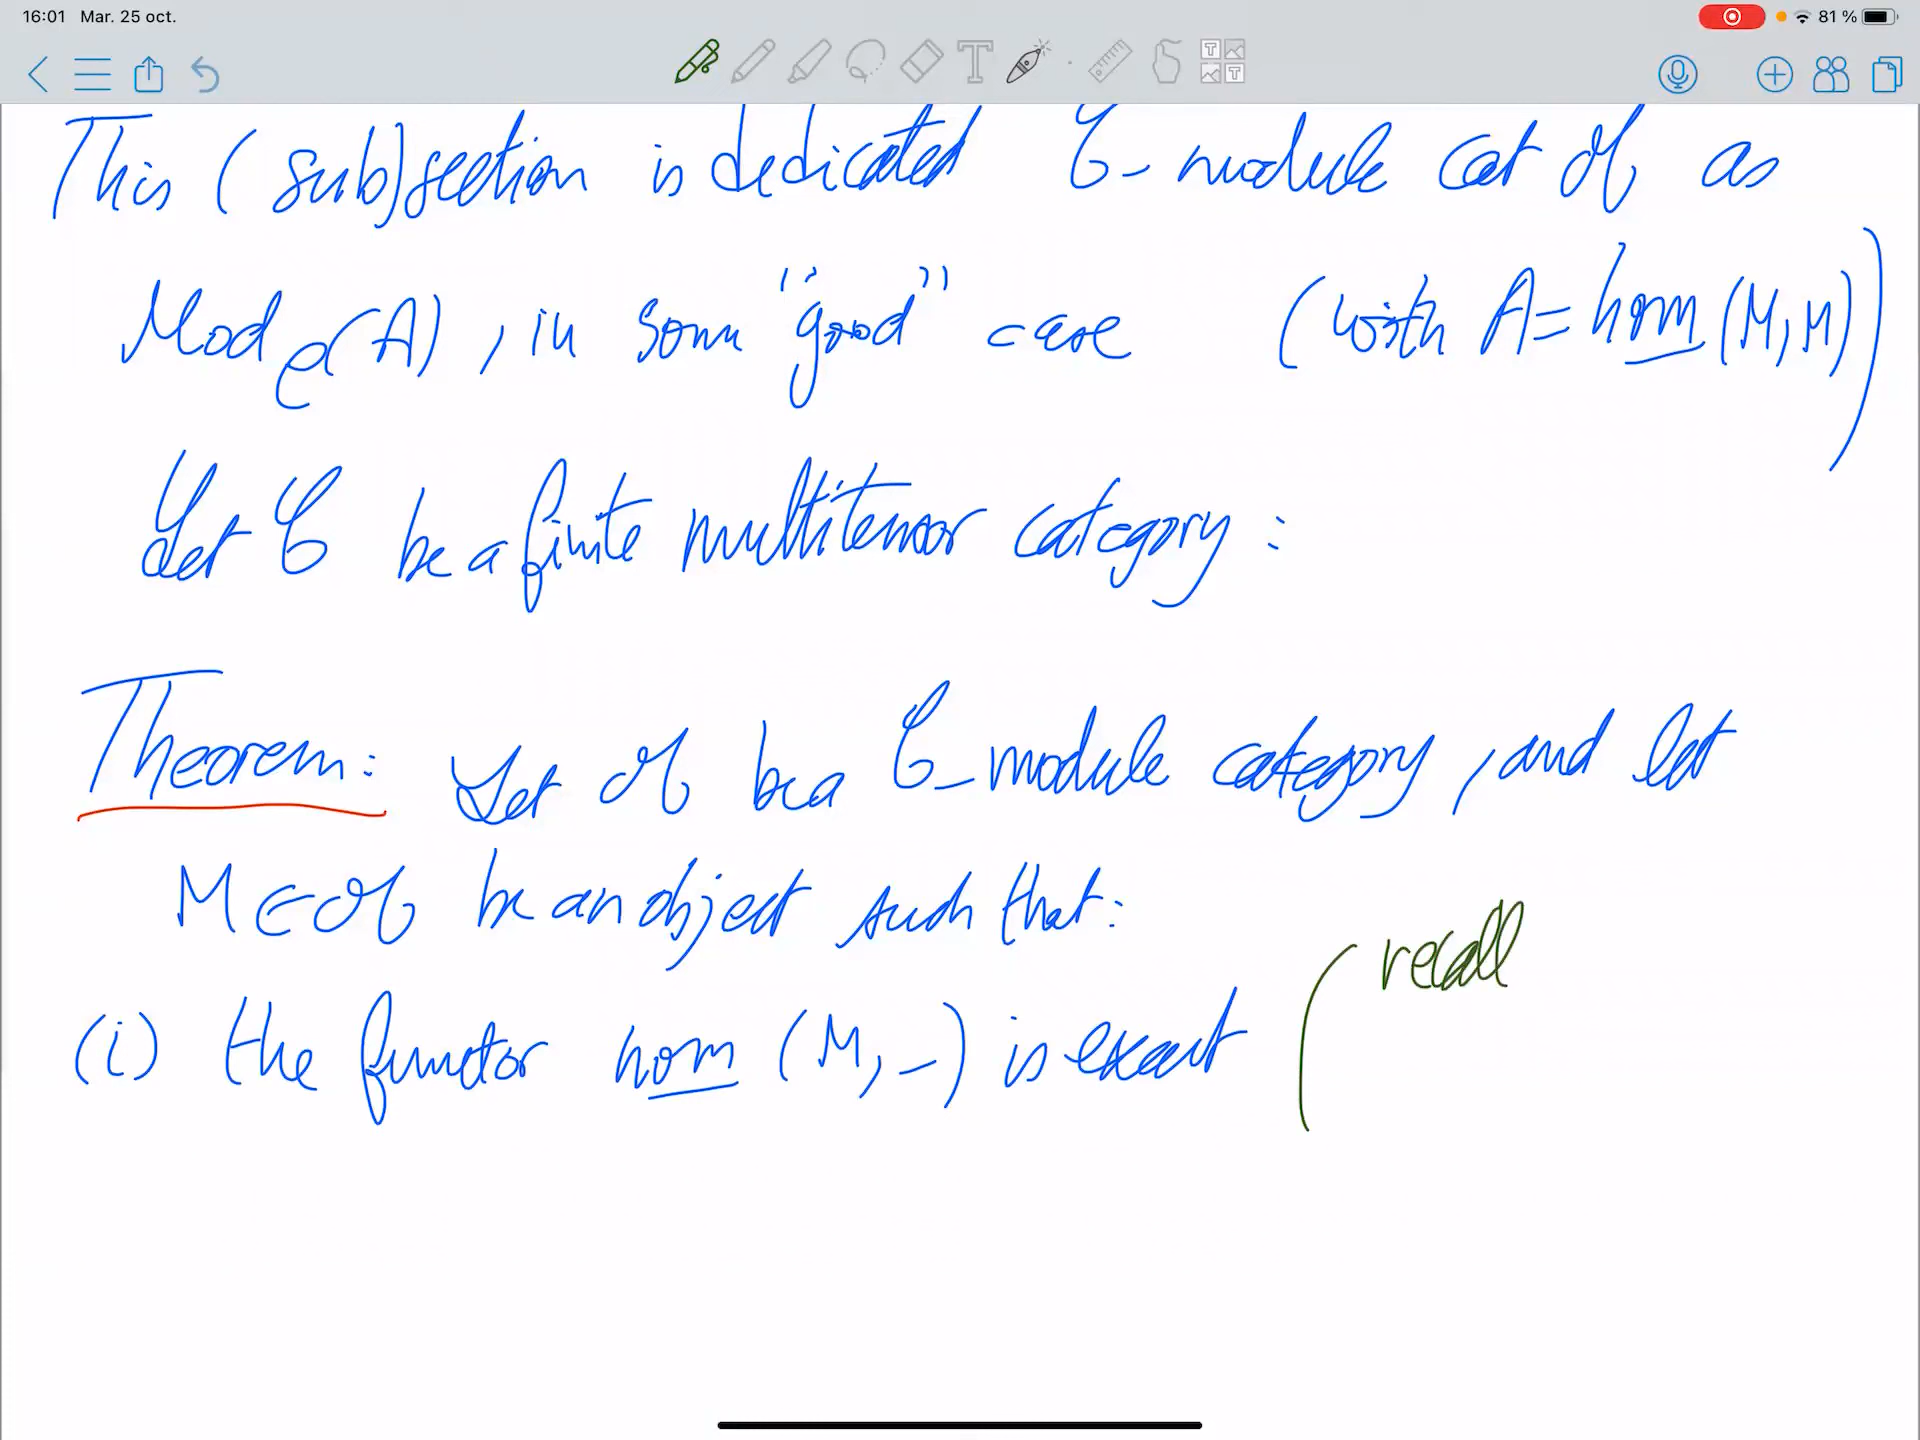 16:01 Mar. 25 oct. 81 %
This (sub)section is dedicated C-module cat M as
Mod_C(A), in some "good" case (with A = hom(M,M))
Let C be a finite multitensor category:
Theorem: Let M be a C-module category, and let
M ∈ M be an object such that:
recall
(i) the functor hom (M, –) is exact (